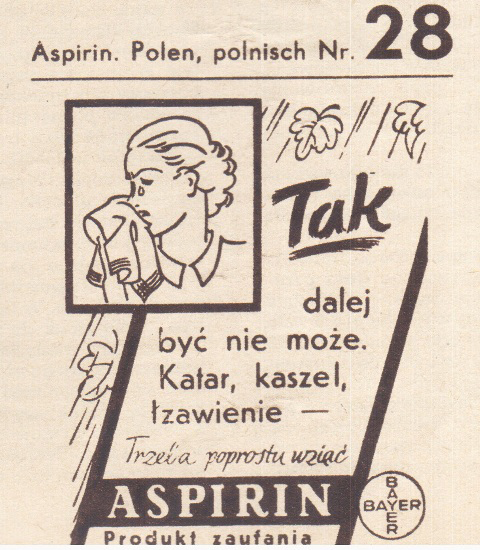 Aspirin. Polen, polnisch Nr. 28
Tak
dalej
być nie może.
Katar, kaszel,
łzawienie —
Trzeba poprostu wziąć
ASPIRIN
BAYER
BAYER
Produkt zaufania